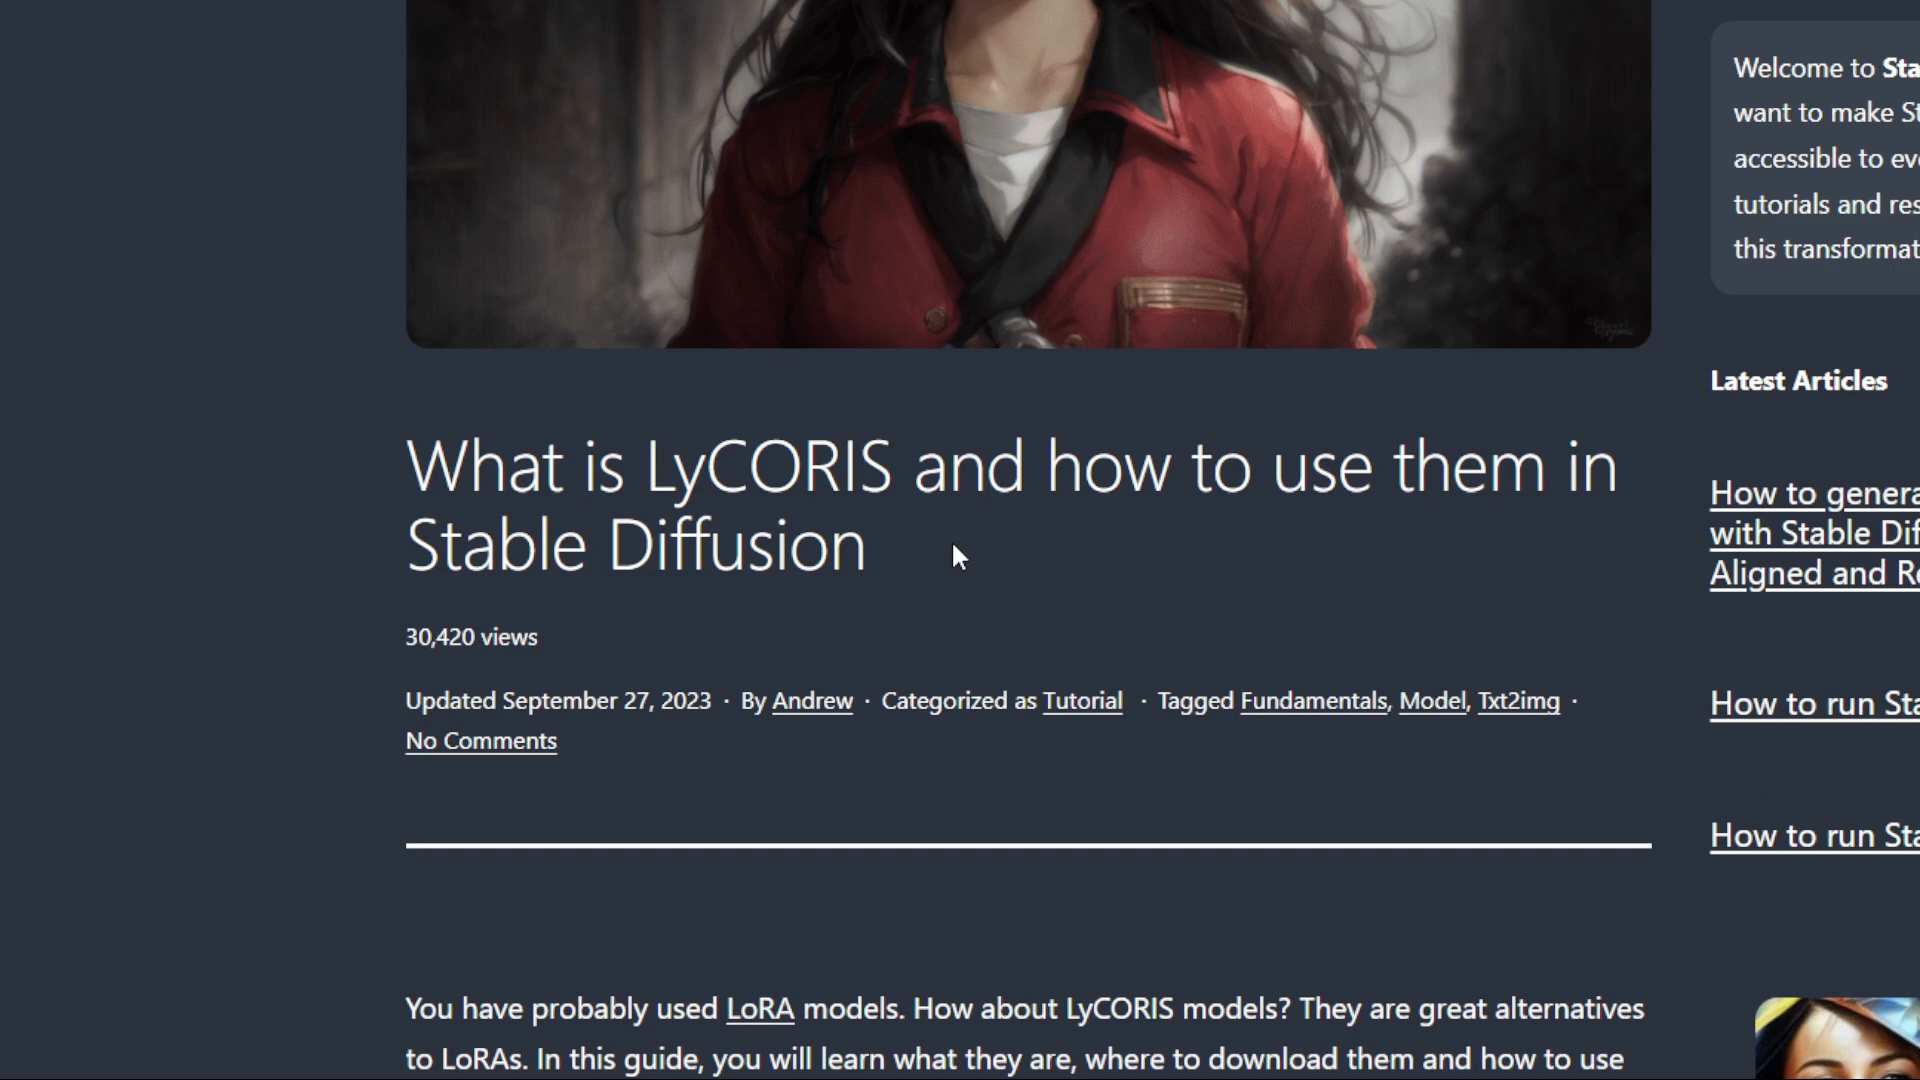 What is LyCORIS and how to use them in
Stable Diffusion
30,420 views
Updated September 27, 2023 · By Andrew · Categorized as Tutorial · Tagged Fundamentals, Model, Txt2img ·
No Comments
You have probably used LoRA models. How about LyCORIS models? They are great alternatives
to LoRAs. In this guide, you will learn what they are, where to download them and how to use
Welcome to Sta
want to make St
accessible to eve
tutorials and res
this transformat
Latest Articles
How to genera
with Stable Dif
Aligned and Re
How to run Sta
How to run Sta